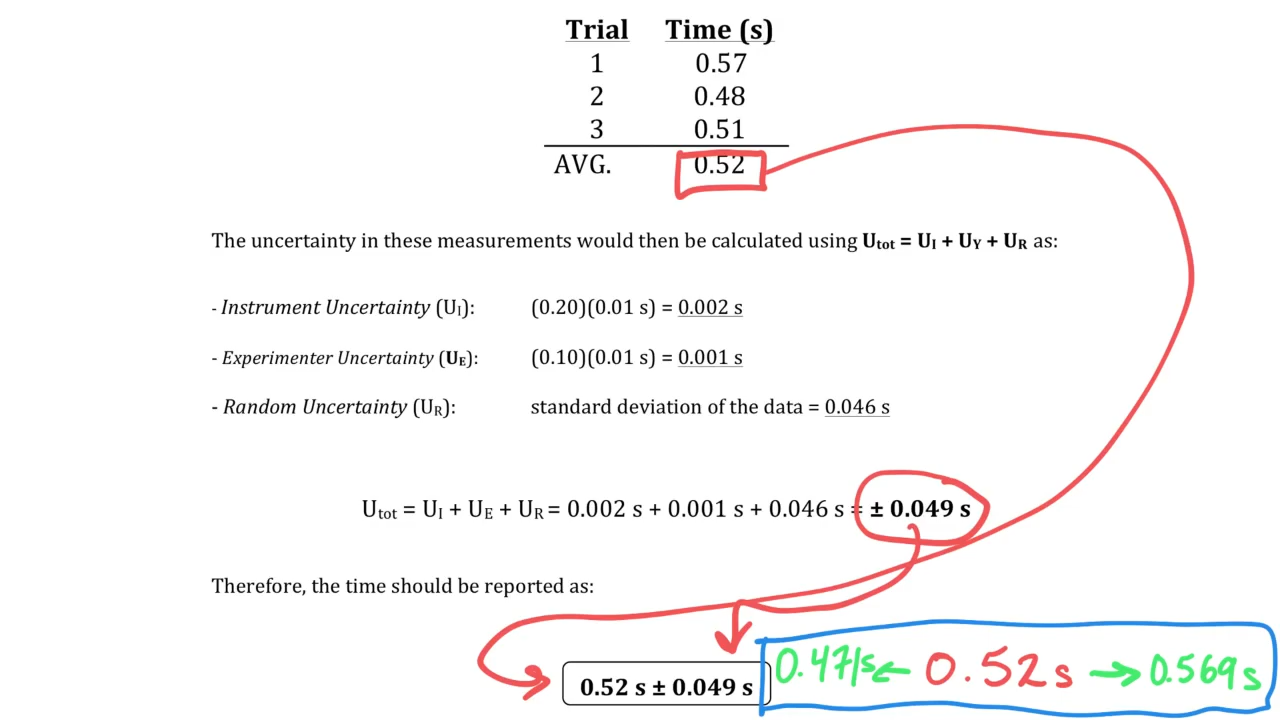 Trial Time (s)
1 0.57
2 0.48
3 0.51
AVG. 0.52
The uncertainty in these measurements would then be calculated using Utot = UI + UY + UR as:
- Instrument Uncertainty (UI): (0.20)(0.01 s) = 0.002 s
- Experimenter Uncertainty (UE): (0.10)(0.01 s) = 0.001 s
- Random Uncertainty (UR): standard deviation of the data = 0.046 s
Utot = UI + UE + UR = 0.002 s + 0.001 s + 0.046 s = ± 0.049 s
Therefore, the time should be reported as:
0.52 s ± 0.049 s
0.471s ← 0.52s → 0.569s